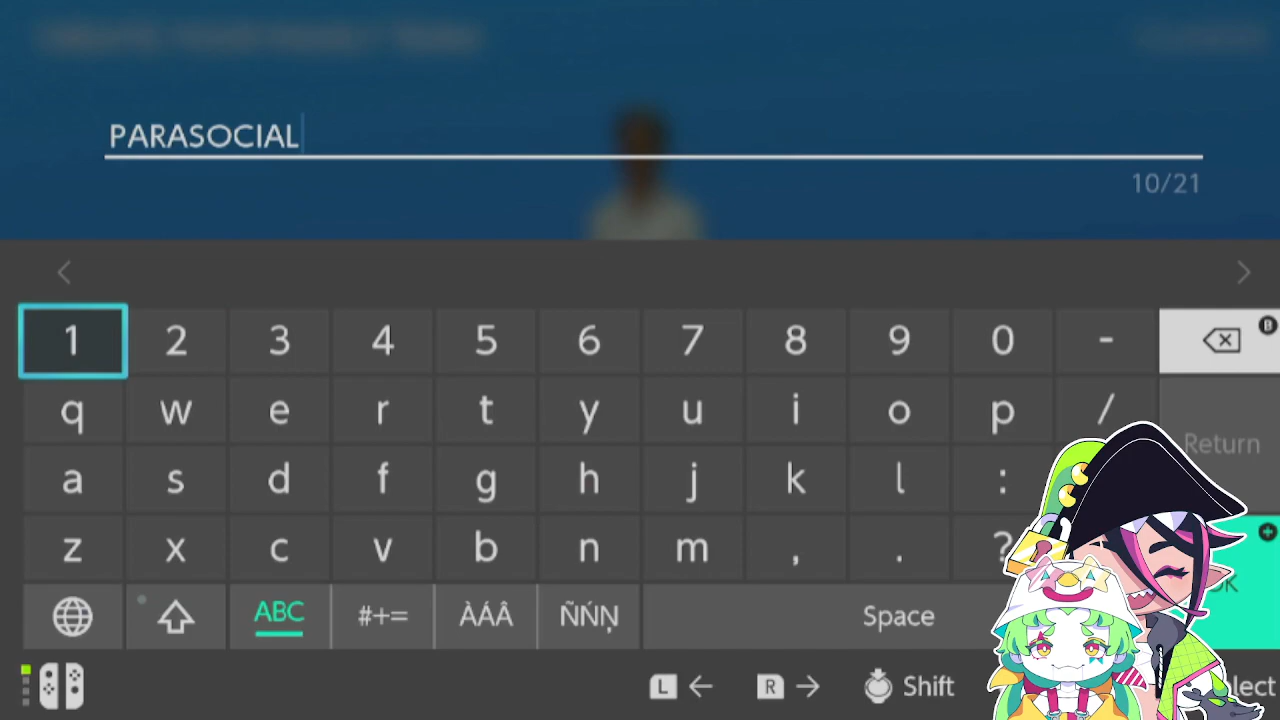 PARASOCIAL
10/21
1 2 3 4 5 6 7 8 9 0 -
q w e r t y u i o p /
Return
a s d f g h j k l :
z x c v b n m , . ?
ABC #+= ÀÁÂ ÑŃŅ Space
L R Shift